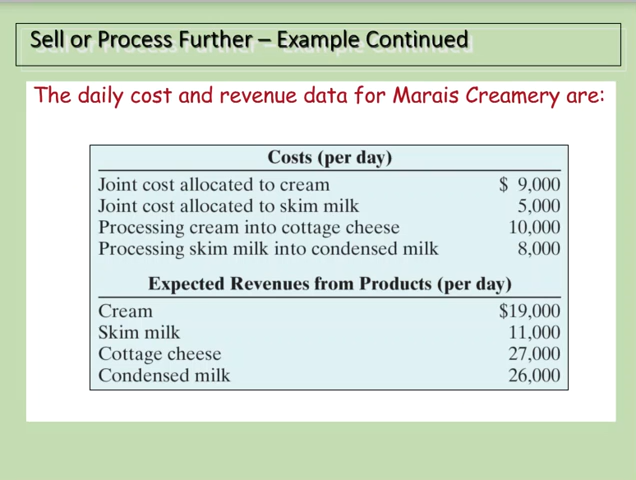 Sell or Process Further – Example Continued
The daily cost and revenue data for Marais Creamery are:
Costs (per day)
Joint cost allocated to cream $ 9,000
Joint cost allocated to skim milk 5,000
Processing cream into cottage cheese 10,000
Processing skim milk into condensed milk 8,000
Expected Revenues from Products (per day)
Cream $19,000
Skim milk 11,000
Cottage cheese 27,000
Condensed milk 26,000